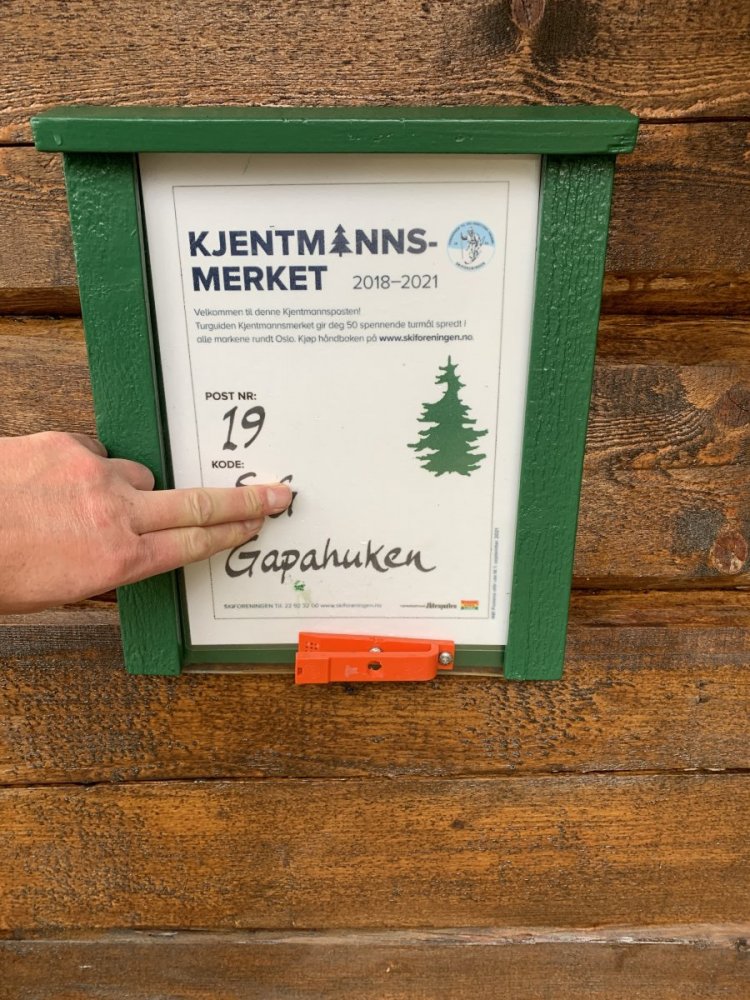 KJENTMANNS-
MERKET 2018–2021
Velkommen til denne Kjentmannsposten!
Turguiden Kjentmannsmerket gir deg 50 spennende turmål spredt i
alle markene rundt Oslo. Kjøp håndboken på www.skiforeningen.no.
POST NR:
19
KODE:
Gapahuken
SKIFORENINGEN Tlf. 22 92 32 00 www.skiforeningen.no